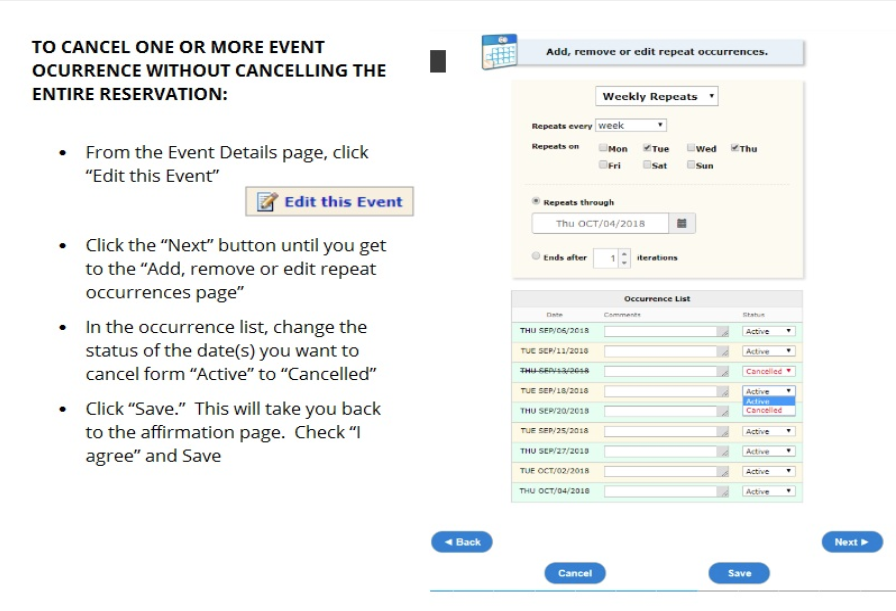 TO CANCEL ONE OR MORE EVENT
OCURRENCE WITHOUT CANCELLING THE
ENTIRE RESERVATION:
• From the Event Details page, click
“Edit this Event”
Edit this Event
• Click the “Next” button until you get
to the “Add, remove or edit repeat
occurrences page”
• In the occurrence list, change the
status of the date(s) you want to
cancel form “Active” to “Cancelled”
• Click “Save.”  This will take you back
to the affirmation page.  Check “I
agree” and Save
Add, remove or edit repeat occurrences.
Weekly Repeats
Repeats every week
Repeats on Mon Tue Wed Thu
Fri Sat Sun
Repeats through
Thu OCT/04/2018
Ends after 1 iterations
Occurrence List
Date Comments Status
THU SEP/06/2018 Active
TUE SEP/11/2018 Active
THU SEP/13/2018 Cancelled
TUE SEP/18/2018 Active
Active
THU SEP/20/2018 Cancelled
TUE SEP/25/2018 Active
THU SEP/27/2018 Active
TUE OCT/02/2018 Active
THU OCT/04/2018 Active
Back Next
Cancel Save